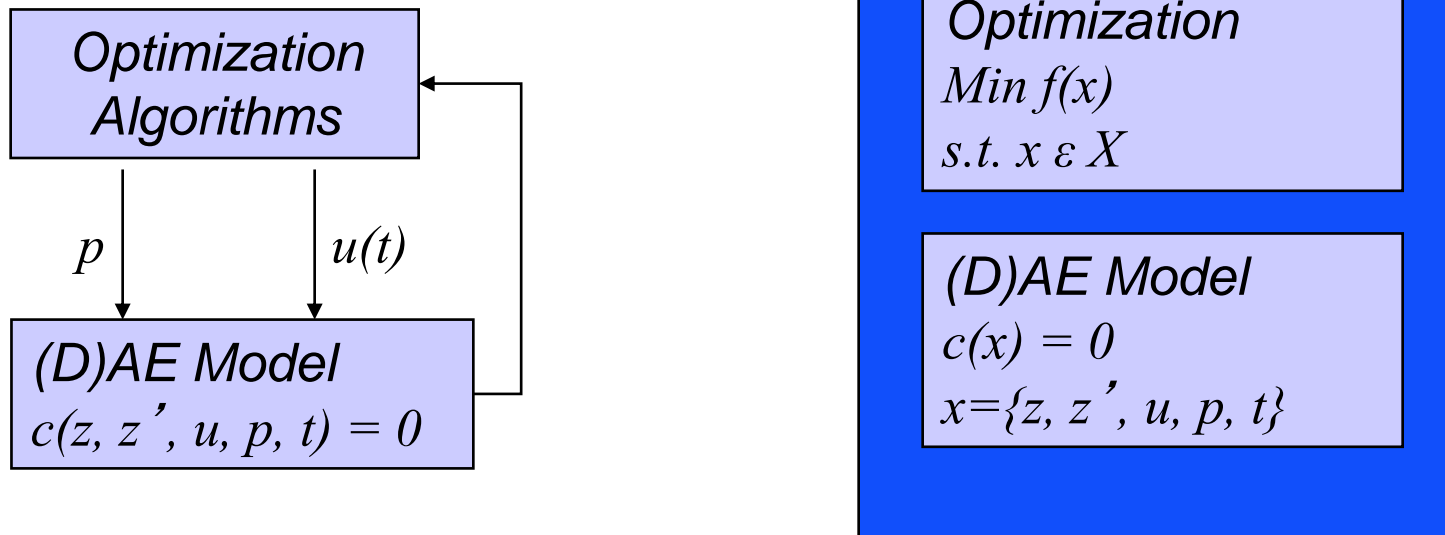 Optimization
Algorithms
p
u(t)
(D)AE Model
c(z, z’, u, p, t) = 0
Optimization
Min f(x)
s.t. x ε X
(D)AE Model
c(x) = 0
x={z, z’, u, p, t}